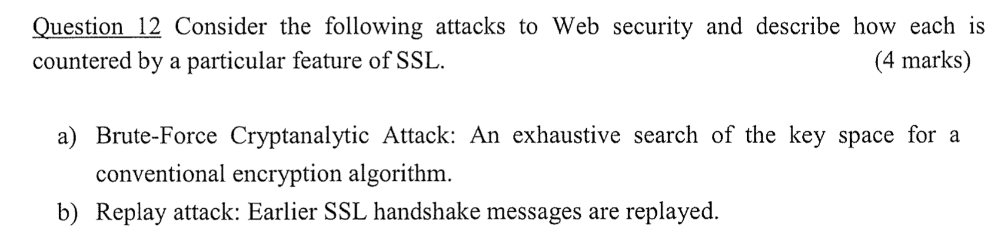 Question 12 Consider the following attacks to Web security and describe how each is
countered by a particular feature of SSL. (4 marks)
a) Brute-Force Cryptanalytic Attack: An exhaustive search of the key space for a
conventional encryption algorithm.
b) Replay attack: Earlier SSL handshake messages are replayed.